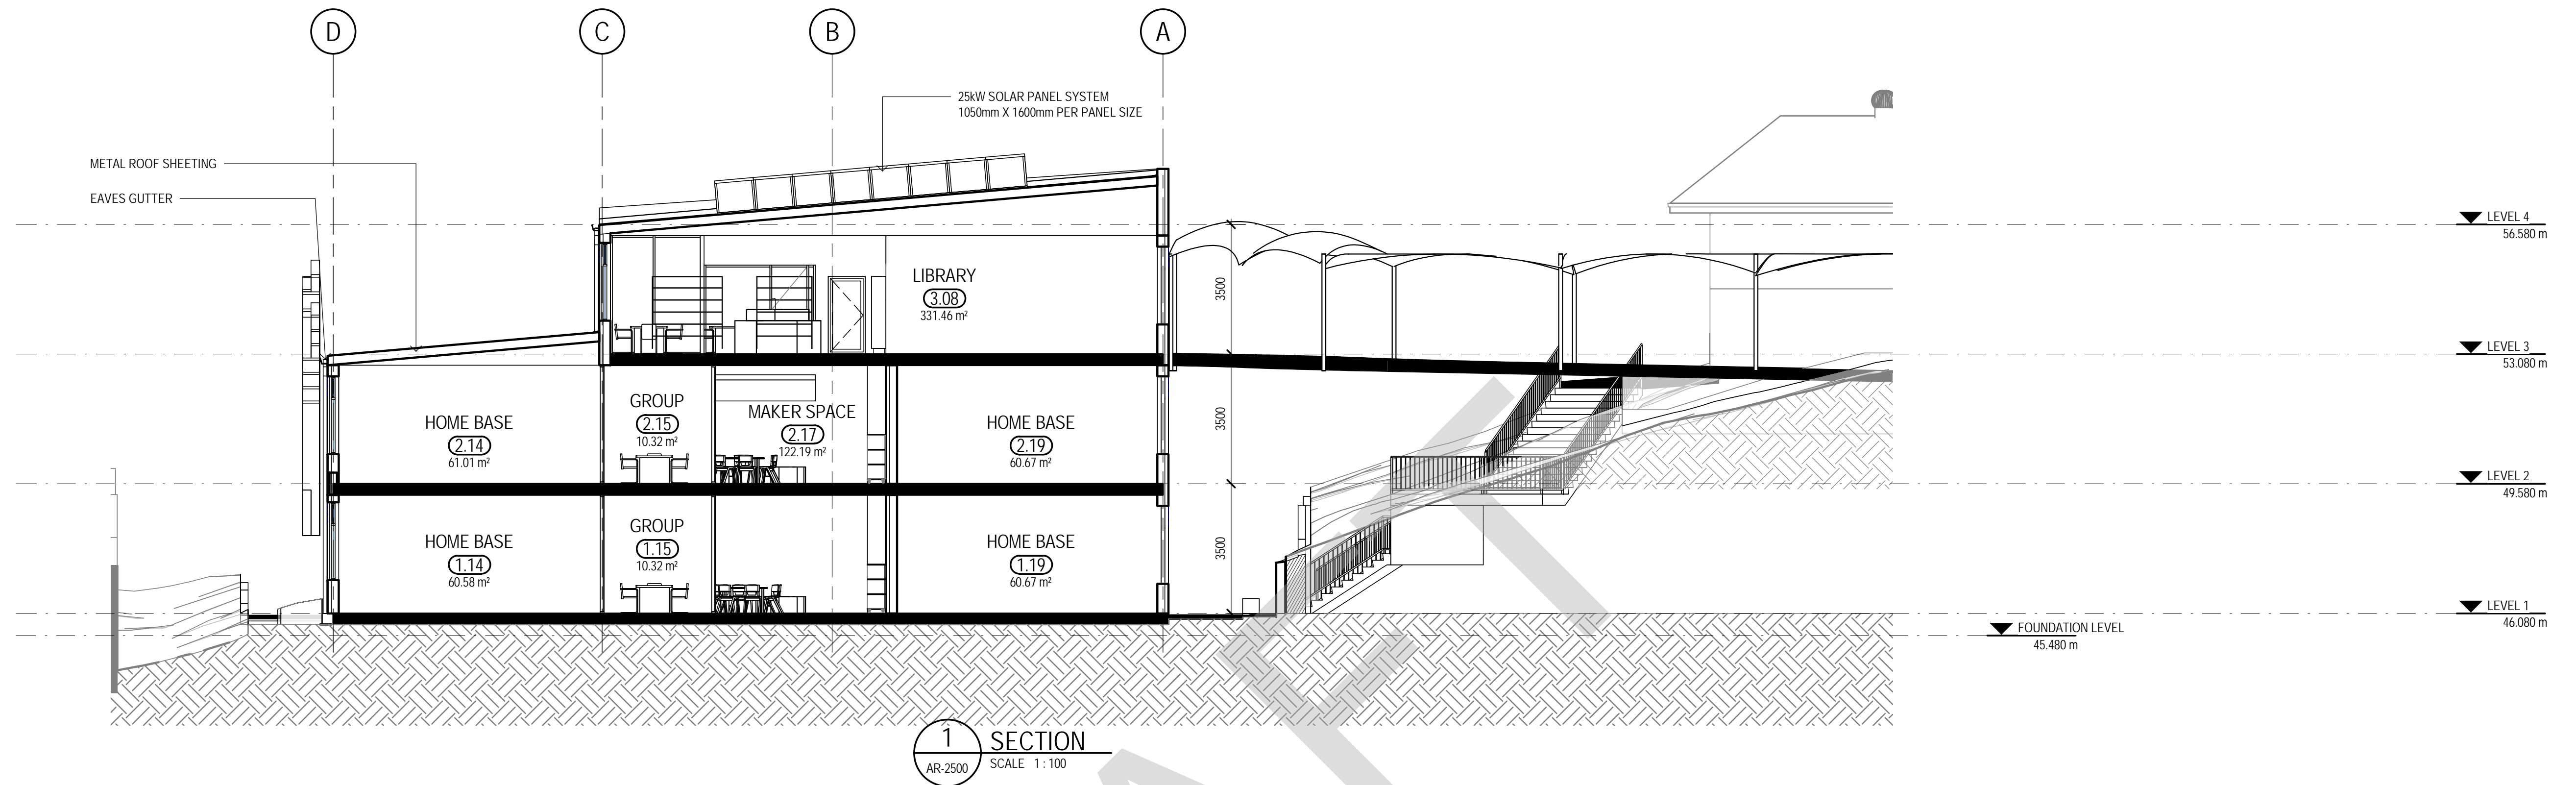 D
C
B
A
25kW SOLAR PANEL SYSTEM
1050mm X 1600mm PER PANEL SIZE
METAL ROOF SHEETING
EAVES GUTTER
LEVEL 4
56.580 m
LIBRARY
3.08
331.46 m²
3500
LEVEL 3
53.080 m
HOME BASE
2.14
61.01 m²
GROUP
2.15
10.32 m²
MAKER SPACE
2.17
122.19 m²
HOME BASE
2.19
60.67 m²
3500
LEVEL 2
49.580 m
HOME BASE
1.14
60.58 m²
GROUP
1.15
10.32 m²
HOME BASE
1.19
60.67 m²
3500
LEVEL 1
46.080 m
FOUNDATION LEVEL
45.480 m
1
AR-2500
SECTION
SCALE 1 : 100